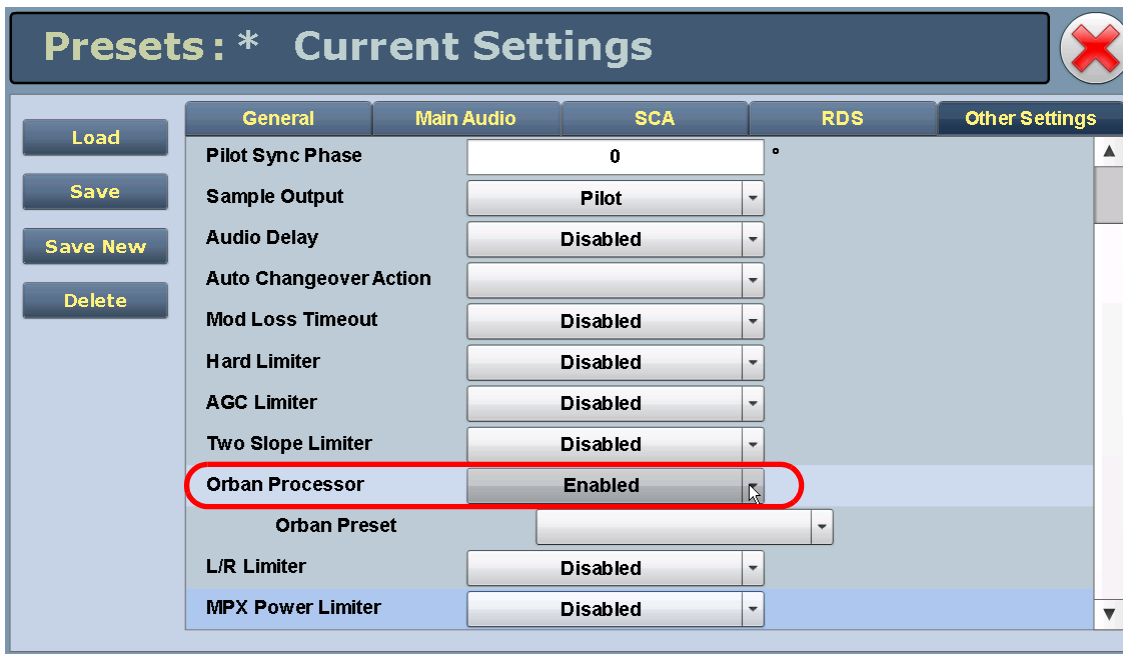 Presets: * Current Settings
Load
Save
Save New
Delete
General Main Audio SCA RDS Other Settings
Pilot Sync Phase 0 °
Sample Output Pilot
Audio Delay Disabled
Auto Changeover Action
Mod Loss Timeout Disabled
Hard Limiter Disabled
AGC Limiter Disabled
Two Slope Limiter Disabled
Orban Processor Enabled
Orban Preset
L/R Limiter Disabled
MPX Power Limiter Disabled